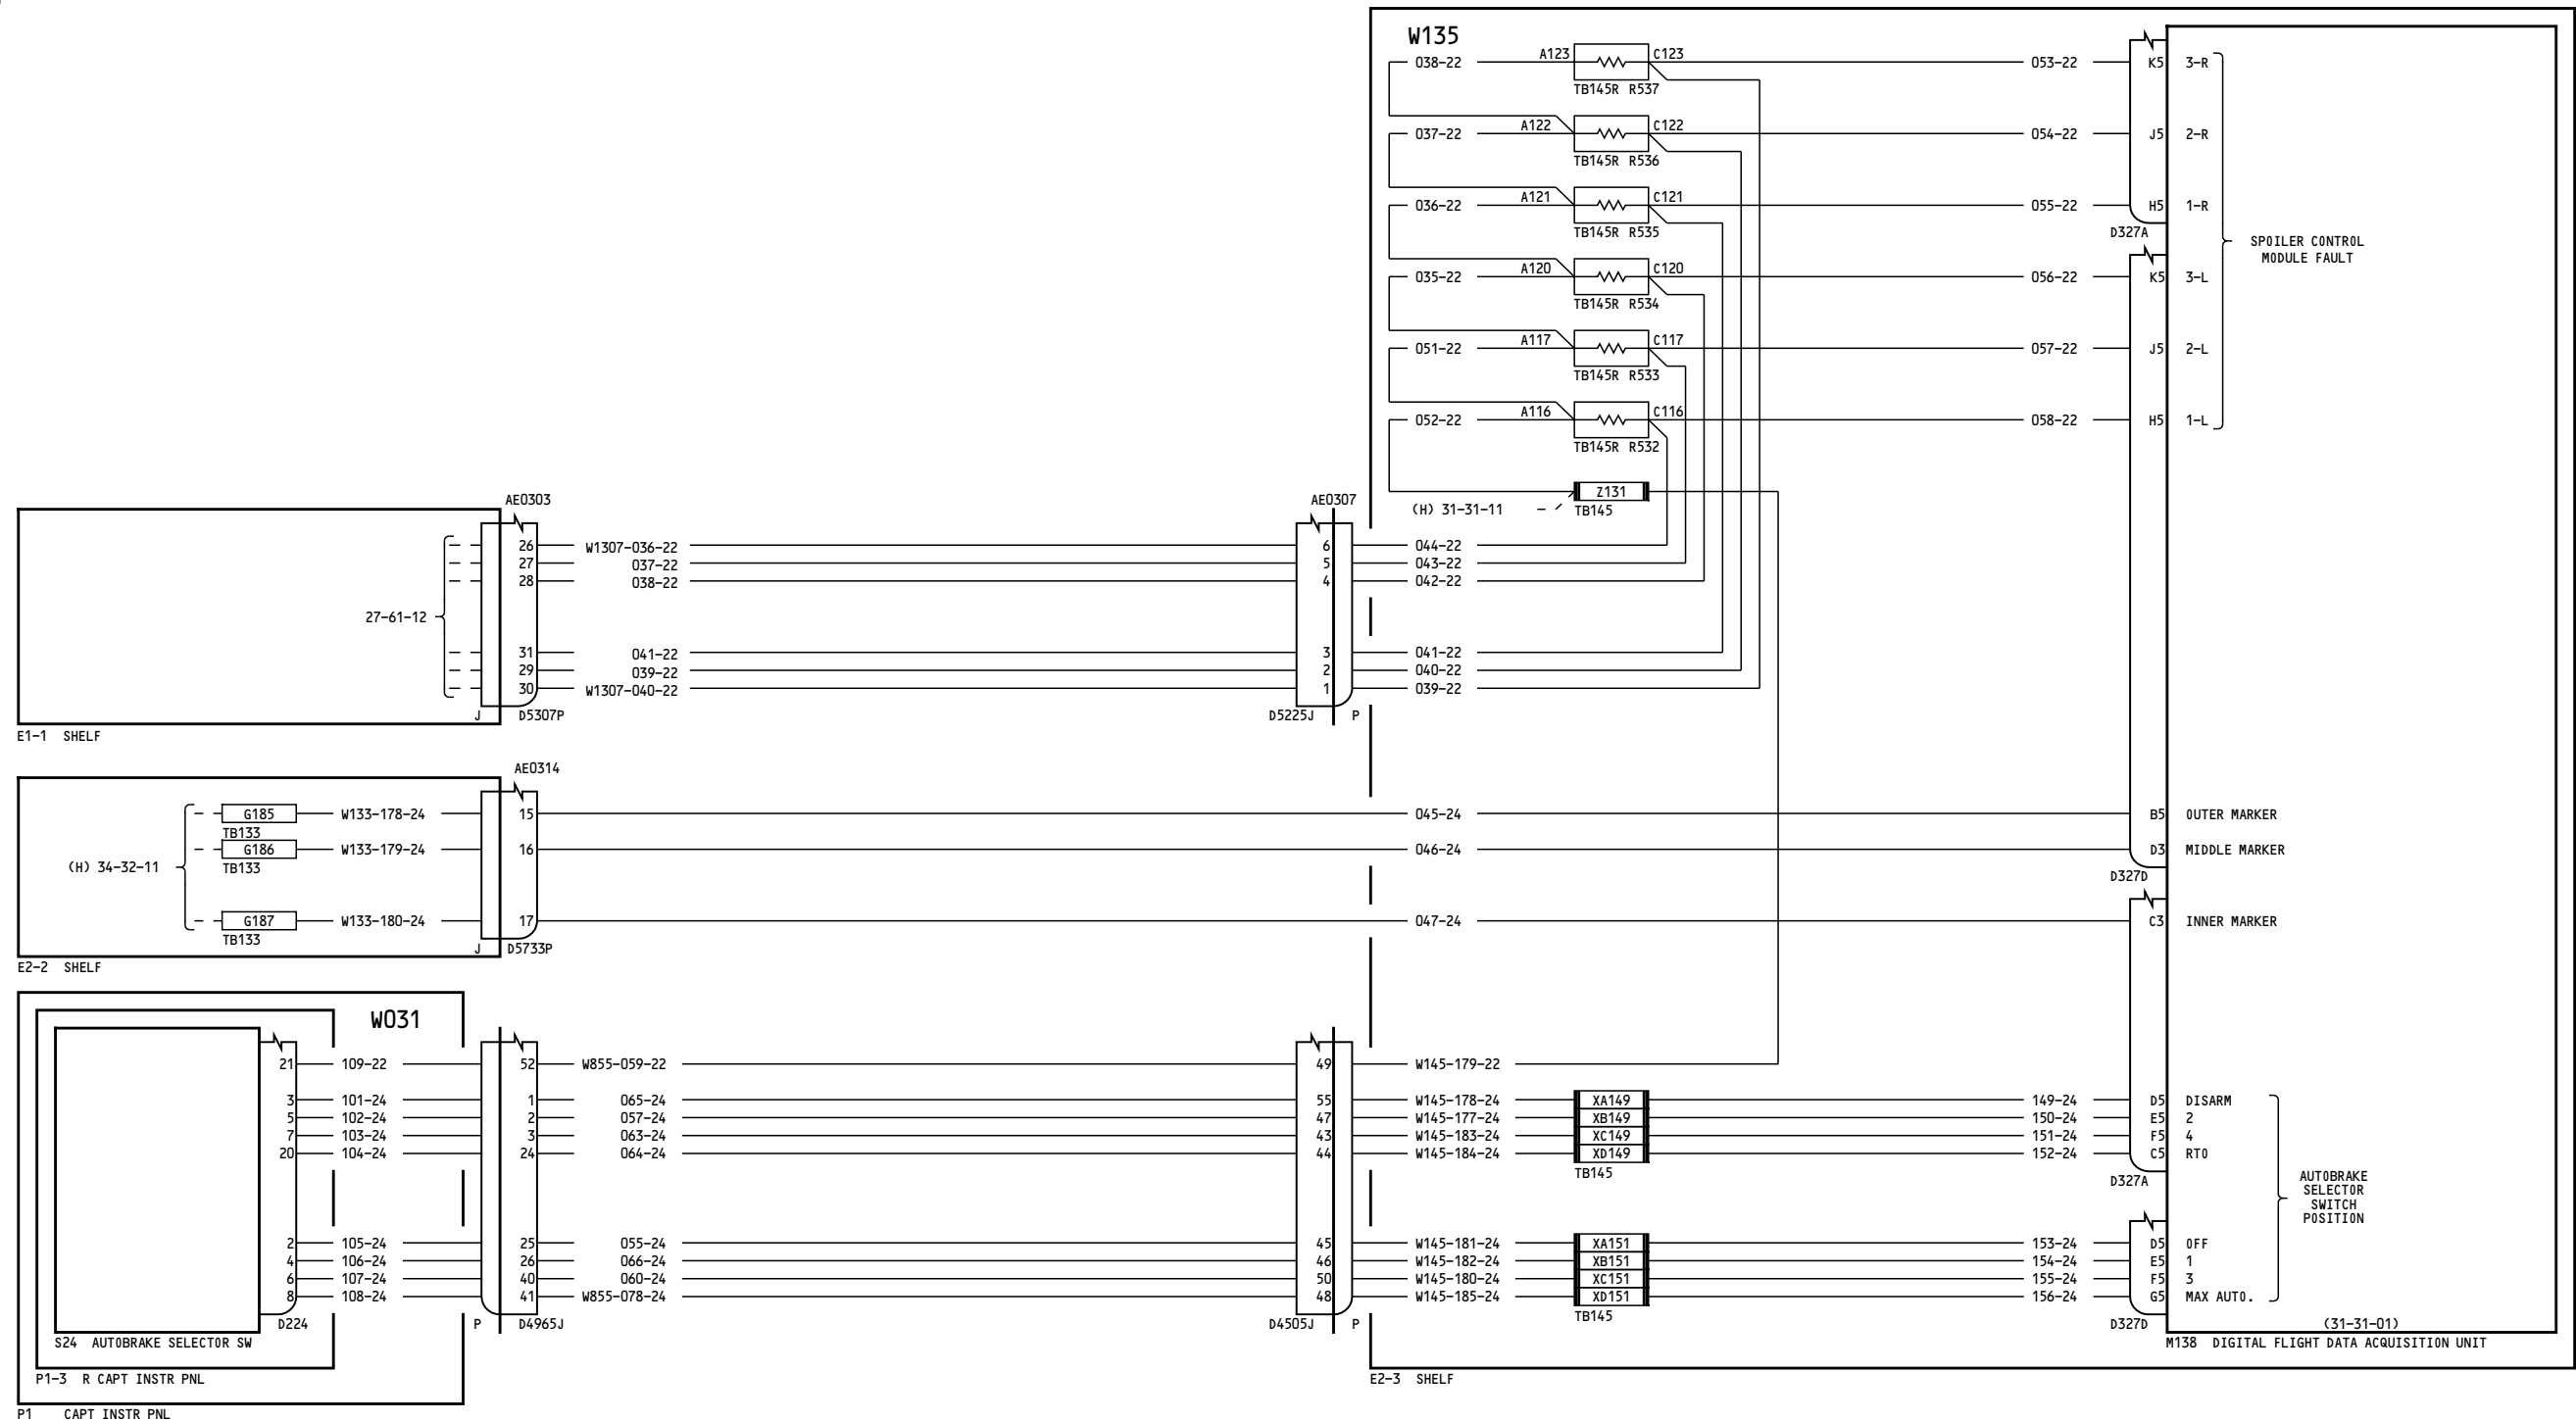 W135
038-22 A123 C123 053-22 K5 3-R
TB145R R537
037-22 A122 C122 054-22 J5 2-R
TB145R R536
036-22 A121 C121 055-22 H5 1-R
TB145R R535
D327A
SPOILER CONTROL
MODULE FAULT
035-22 A120 C120 056-22 K5 3-L
TB145R R534
051-22 A117 C117 057-22 J5 2-L
TB145R R533
052-22 A116 C116 058-22 H5 1-L
TB145R R532
Z131
(H) 31-31-11 TB145
AE0303 AE0307
26 W1307-036-22 6 044-22
27 037-22 5 043-22
28 038-22 4 042-22
27-61-12
31 041-22 3 041-22
29 039-22 2 040-22
30 W1307-040-22 1 039-22
J D5307P D5225J P
E1-1 SHELF
AE0314
G185 W133-178-24 15 045-24 B5 OUTER MARKER
TB133
G186 W133-179-24 16 046-24 D3 MIDDLE MARKER
TB133
(H) 34-32-11
D327D
G187 W133-180-24 17 047-24 C3 INNER MARKER
TB133
J D5733P
E2-2 SHELF
W031
21 109-22 52 W855-059-22 49 W145-179-22
3 101-24 1 065-24 55 W145-178-24 XA149 149-24 D5 DISARM
5 102-24 2 057-24 47 W145-177-24 XB149 150-24 E5 2
7 103-24 3 063-24 43 W145-183-24 XC149 151-24 F5 4
20 104-24 24 064-24 44 W145-184-24 XD149 152-24 C5 RTO
TB145
D327A
AUTOBRAKE
SELECTOR
SWITCH
POSITION
2 105-24 25 055-24 45 W145-181-24 XA151 153-24 D5 OFF
4 106-24 26 066-24 46 W145-182-24 XB151 154-24 E5 1
6 107-24 40 060-24 50 W145-180-24 XC151 155-24 F5 3
8 108-24 41 W855-078-24 48 W145-185-24 XD151 156-24 G5 MAX AUTO.
TB145
D224 P D4965J D4505J P D327D (31-31-01)
S24 AUTOBRAKE SELECTOR SW
M138 DIGITAL FLIGHT DATA ACQUISITION UNIT
P1-3 R CAPT INSTR PNL
E2-3 SHELF
P1 CAPT INSTR PNL